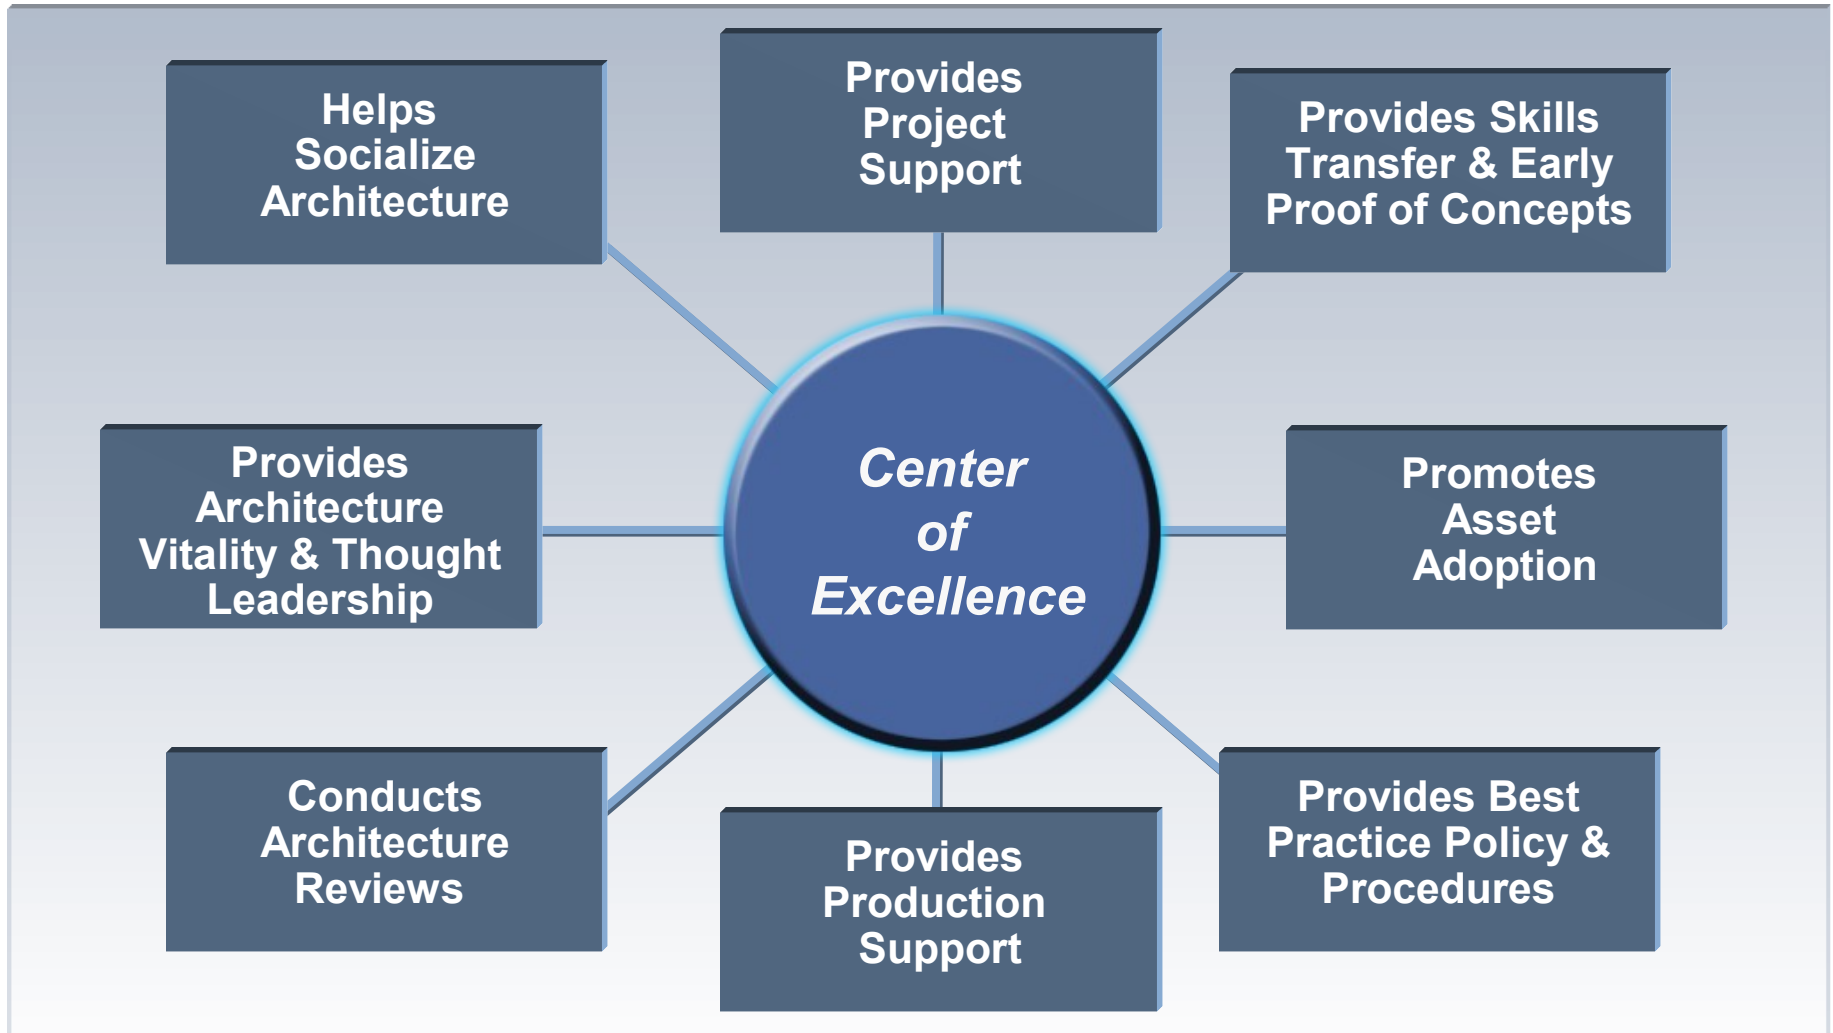 Helps
Socialize
Architecture
Provides
Project
Support
Provides Skills
Transfer & Early
Proof of Concepts
Provides
Architecture
Vitality & Thought
Leadership
Center
of
Excellence
Promotes
Asset
Adoption
Conducts
Architecture
Reviews
Provides
Production
Support
Provides Best
Practice Policy &
Procedures